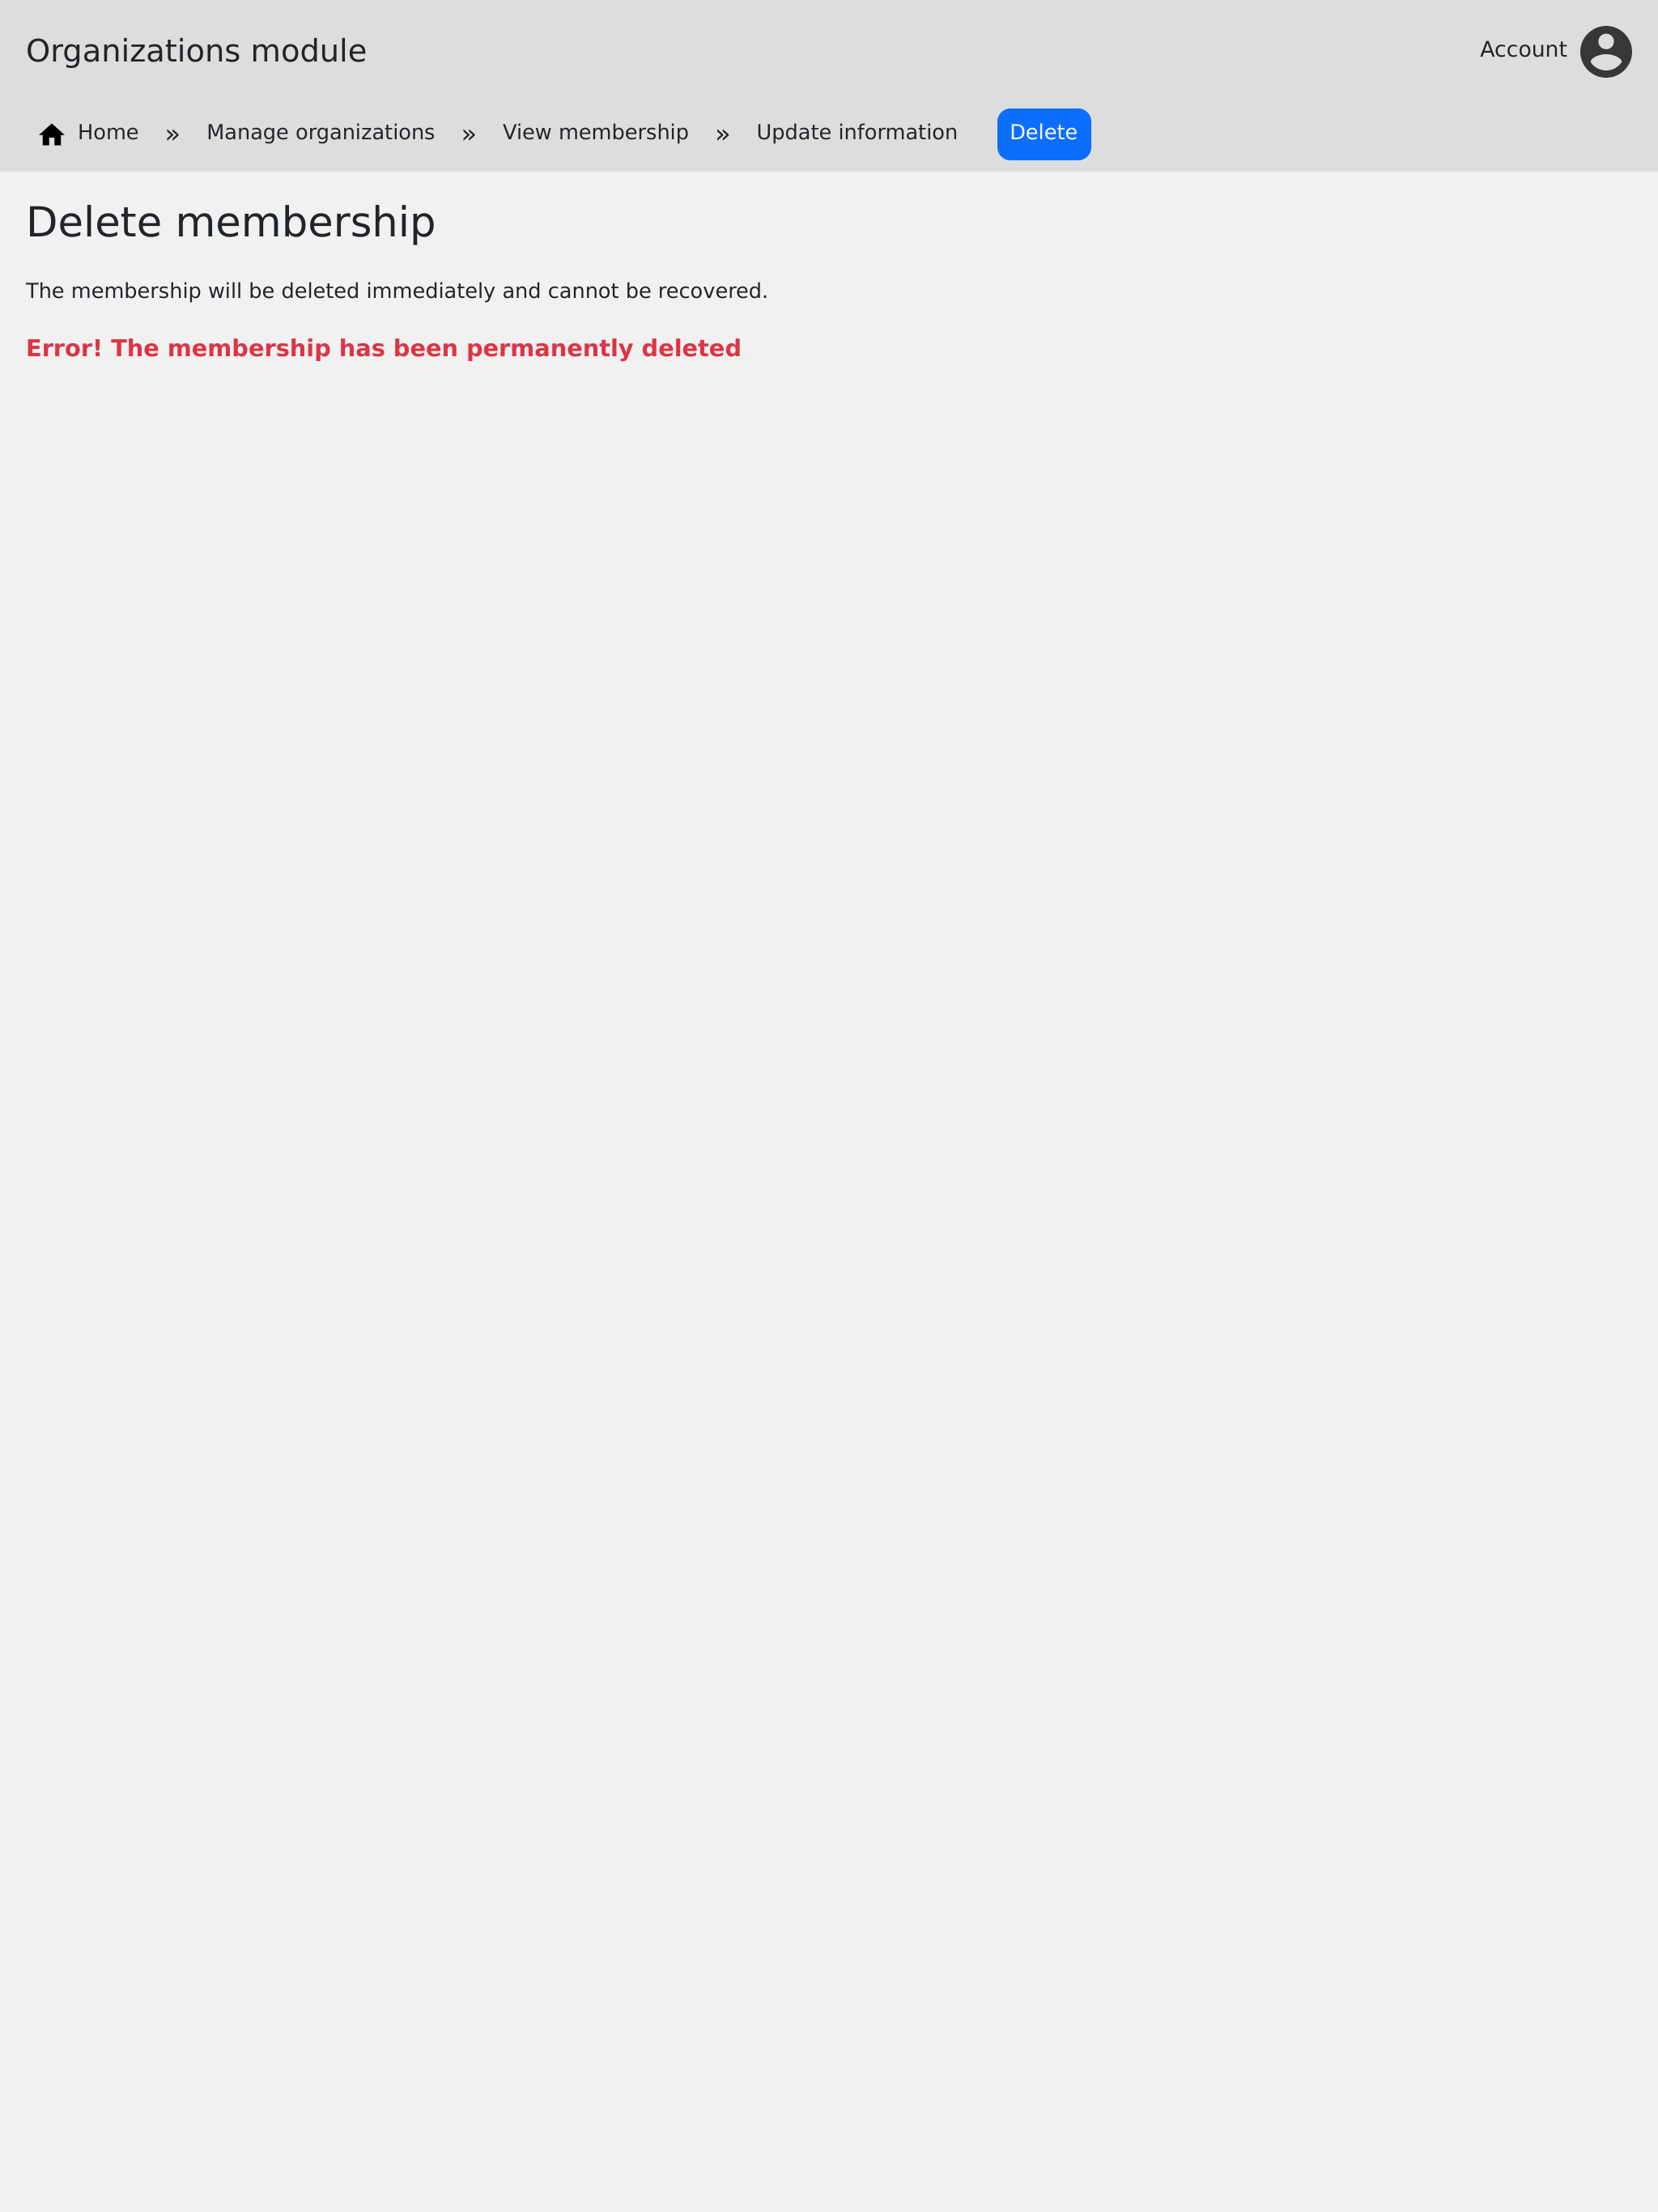 Organizations module
Account
Home » Manage organizations » View membership » Update information Delete
Delete membership
The membership will be deleted immediately and cannot be recovered.
Error! The membership has been permanently deleted